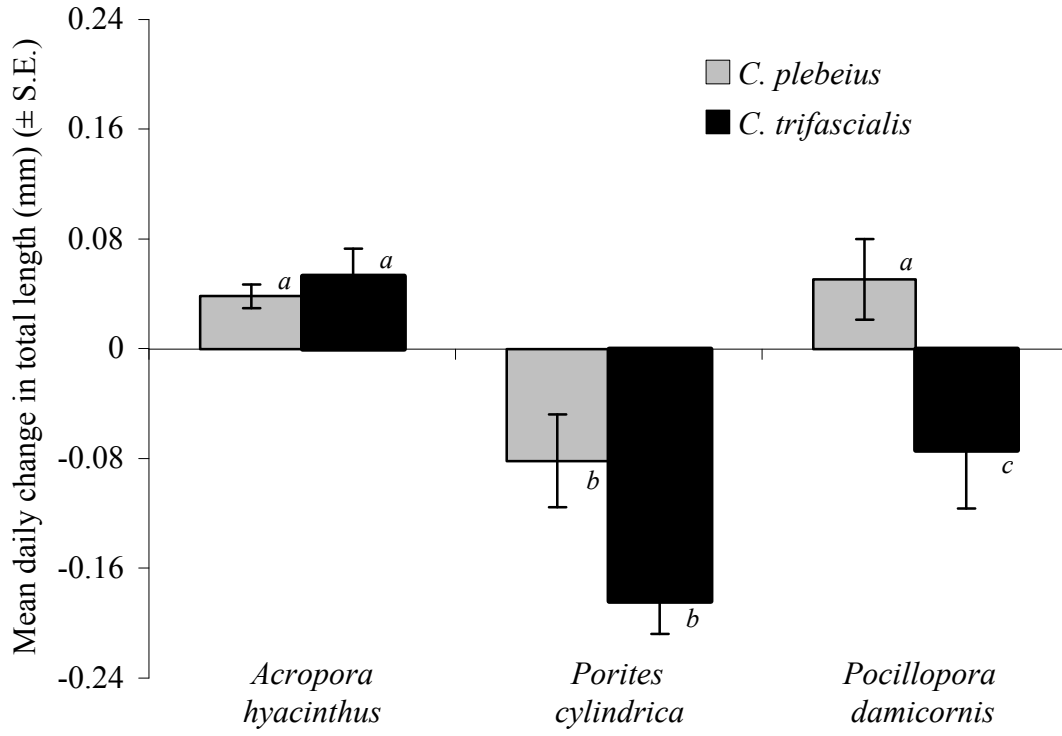 Mean daily change in total length (mm) (± S.E.)
0.24
0.16
0.08
0
-0.08
-0.16
-0.24
C. plebeius
C. trifascialis
a
a
b
b
a
c
Acropora
hyacinthus
Porites
cylindrica
Pocillopora
damicornis